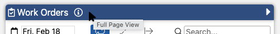 Work Orders
Full Page View
Fri, Feb 18
Search...